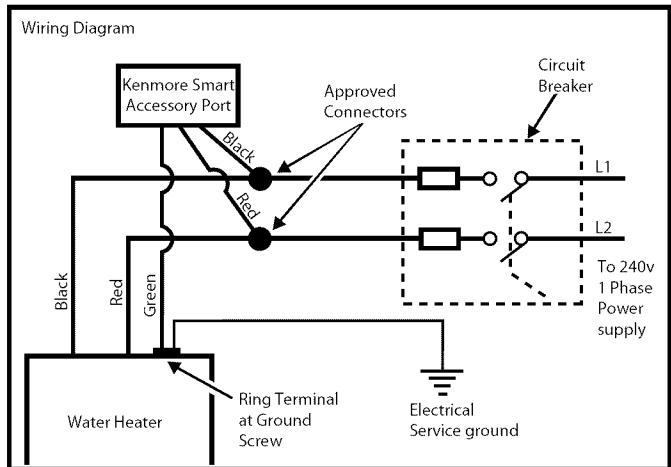 Wiring Diagram
Kenmore Smart
Accessory Port
Approved
Connectors
Circuit
Breaker
Black
Red
L1
L2
To 240v
1 Phase
Power
supply
Black
Red
Green
Water Heater
Ring Terminal
at Ground
Screw
Electrical
Service ground